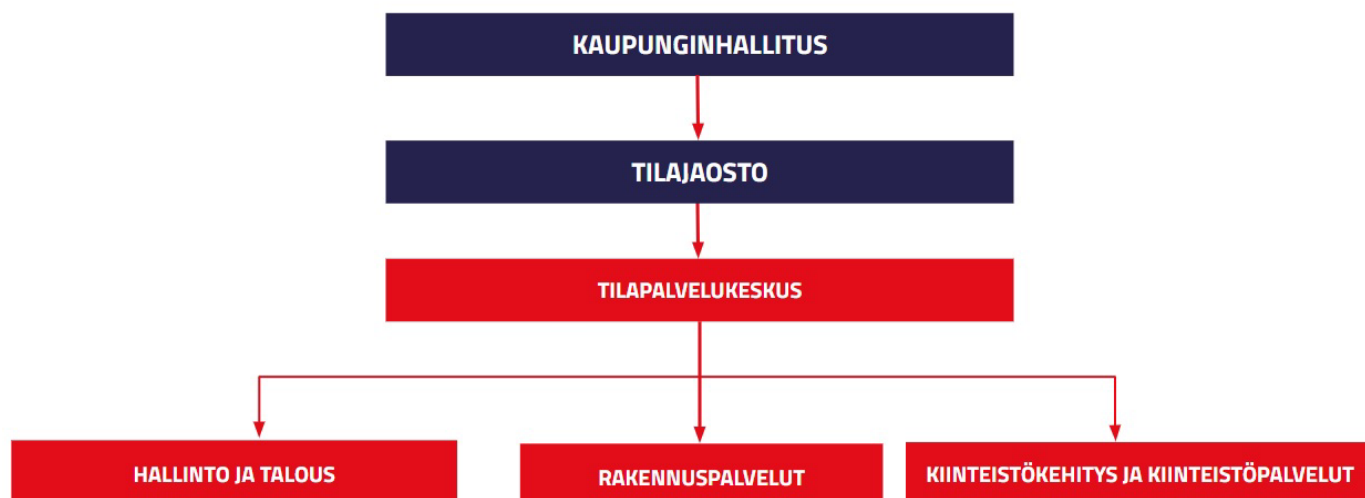 KAUPUNGINHALLITUS
TILAJAOSTO
TILAPALVELUKESKUS
HALLINTO JA TALOUS
RAKENNUSPALVELUT
KIINTEISTÖKEHITYS JA KIINTEISTÖPALVELUT